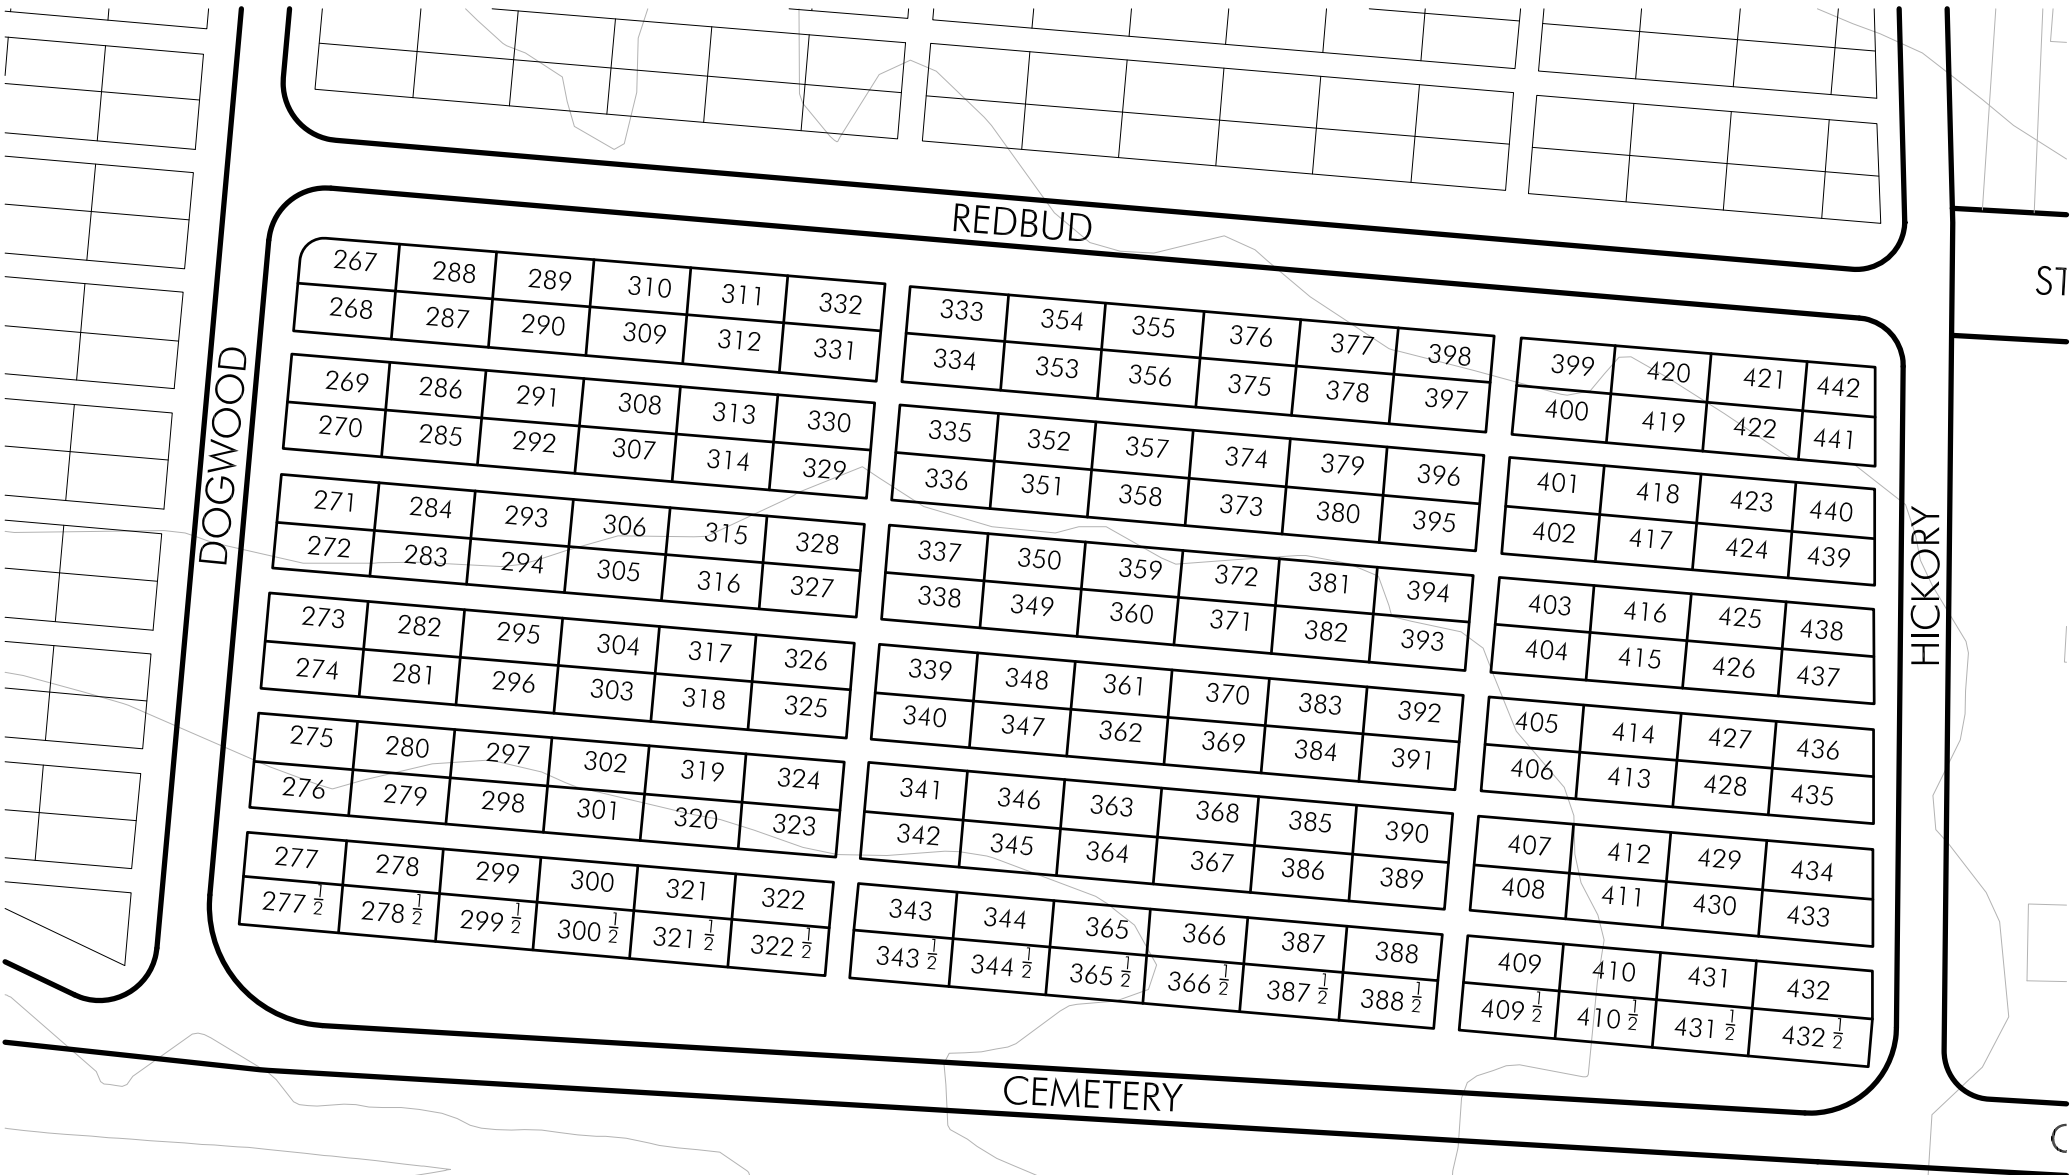 REDBUD
ST
DOGWOOD
HICKORY
267 288 289 310 311 332 333 354 355 376 377 398 399 420 421 442
268 287 290 309 312 331 334 353 356 375 378 397 400 419 422 441
269 286 291 308 313 330 335 352 357 374 379 396 401 418 423 440
270 285 292 307 314 329 336 351 358 373 380 395 402 417 424 439
271 284 293 306 315 328 337 350 359 372 381 394 403 416 425 438
272 283 294 305 316 327 338 349 360 371 382 393 404 415 426 437
273 282 295 304 317 326 339 348 361 370 383 392 405 414 427 436
274 281 296 303 318 325 340 347 362 369 384 391 406 413 428 435
275 280 297 302 319 324 341 346 363 368 385 390 407 412 429 434
276 279 298 301 320 323 342 345 364 367 386 389 408 411 430 433
277 278 299 300 321 322 343 344 365 366 387 388 409 410 431 432
277 1/2 278 1/2 299 1/2 300 1/2 321 1/2 322 1/2 343 1/2 344 1/2 365 1/2 366 1/2 387 1/2 388 1/2 409 1/2 410 1/2 431 1/2 432 1/2
CEMETERY